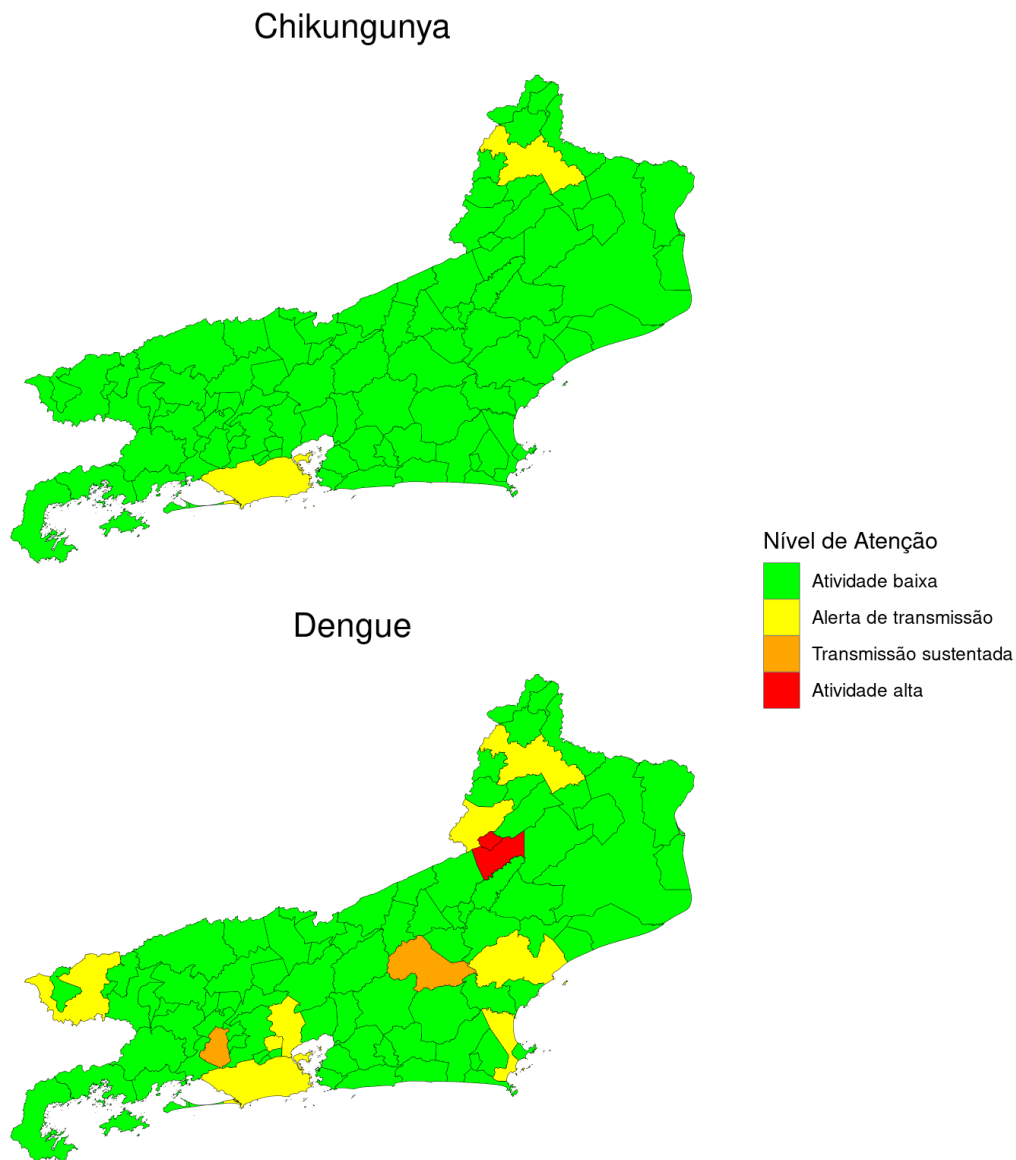 Chikungunya
Nível de Atenção
Atividade baixa
Alerta de transmissão
Transmissão sustentada
Atividade alta
Dengue